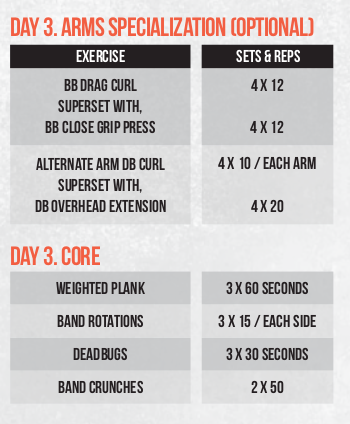 DAY 3. ARMS SPECIALIZATION (OPTIONAL)
EXERCISE
SETS & REPS
BB DRAG CURL
4 X 12
SUPERSET WITH,
BB CLOSE GRIP PRESS
4 X 12
ALTERNATE ARM DB CURL
4 X 10 / EACH ARM
SUPERSET WITH,
DB OVERHEAD EXTENSION
4 X 20
DAY 3. CORE
WEIGHTED PLANK
3 X 60 SECONDS
BAND ROTATIONS
3 X 15 / EACH SIDE
DEADBUGS
3 X 30 SECONDS
BAND CRUNCHES
2 X 50